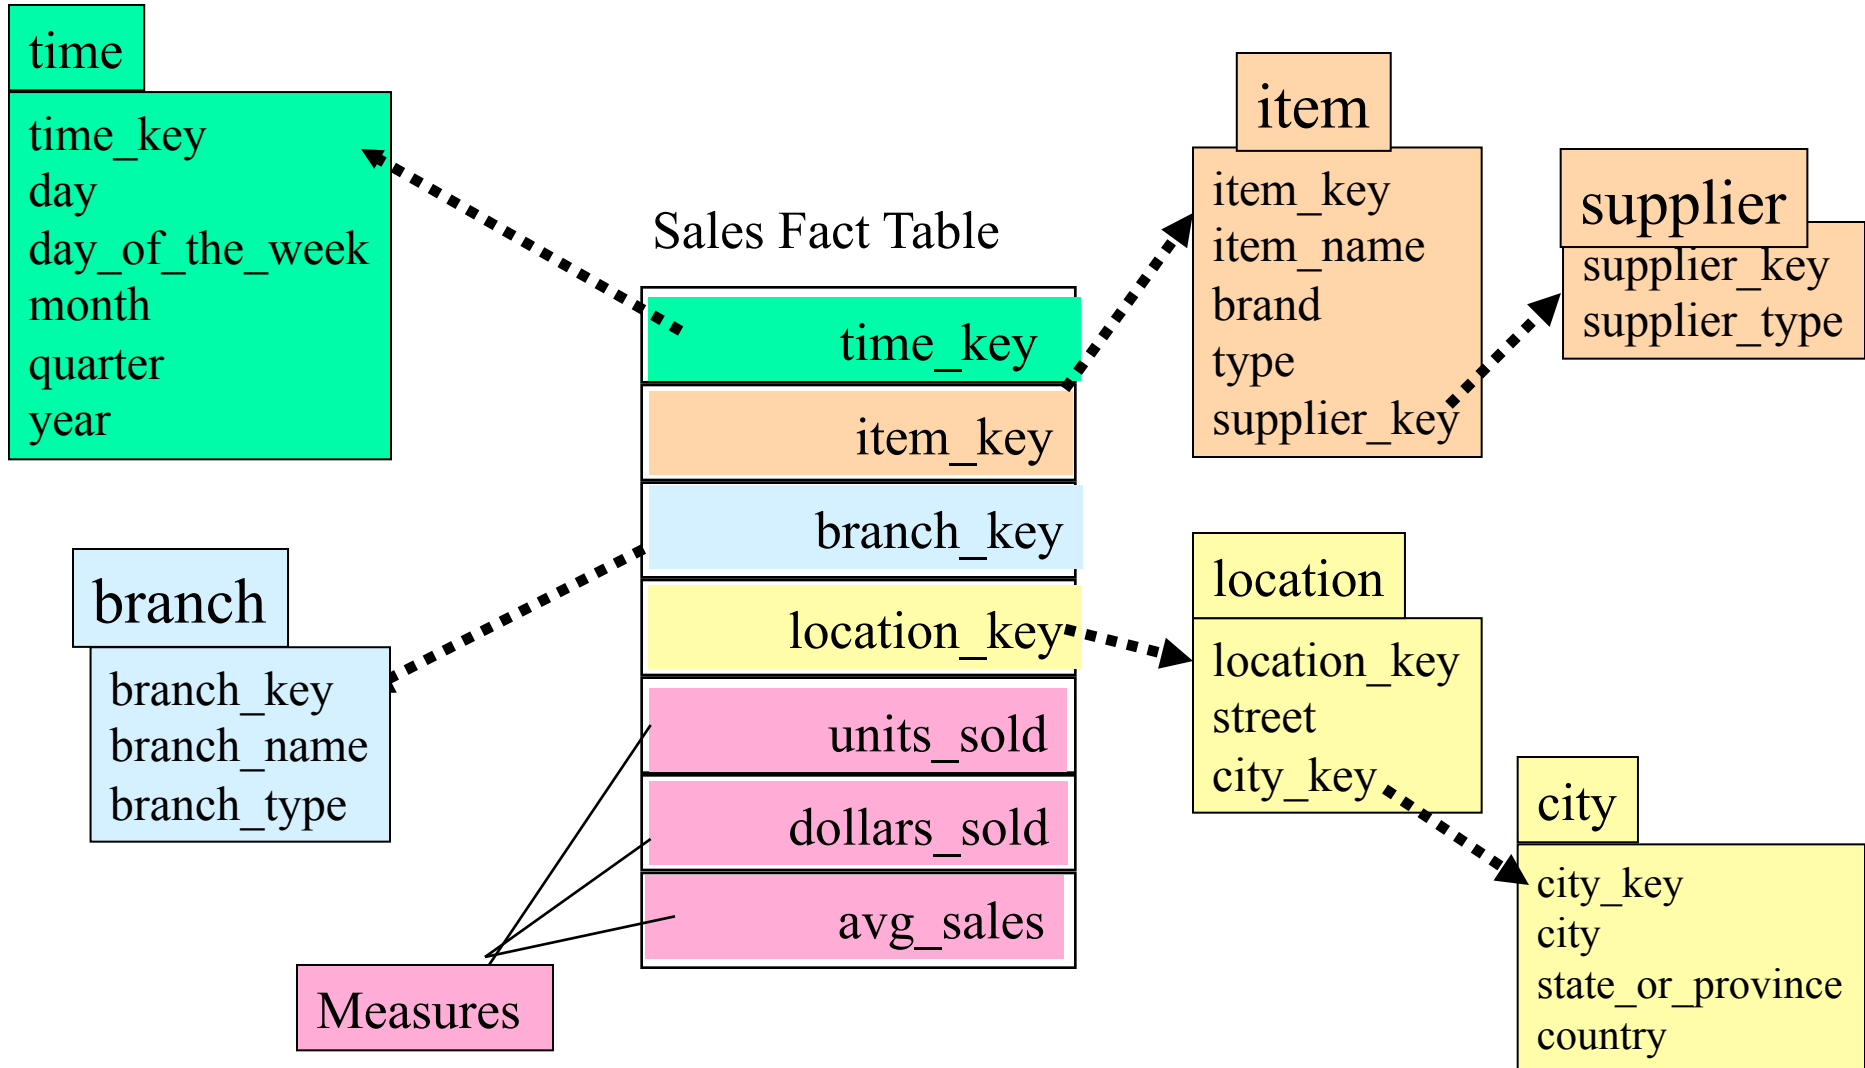 time
time_key
day
day_of_the_week
month
quarter
year
branch
branch_key
branch_name
branch_type
Sales Fact Table
time_key
item_key
branch_key
location_key
units_sold
dollars_sold
avg_sales
Measures
item
item_key
item_name
brand
type
supplier_key
supplier
supplier_key
supplier_type
location
location_key
street
city_key
city
city_key
city
state_or_province
country